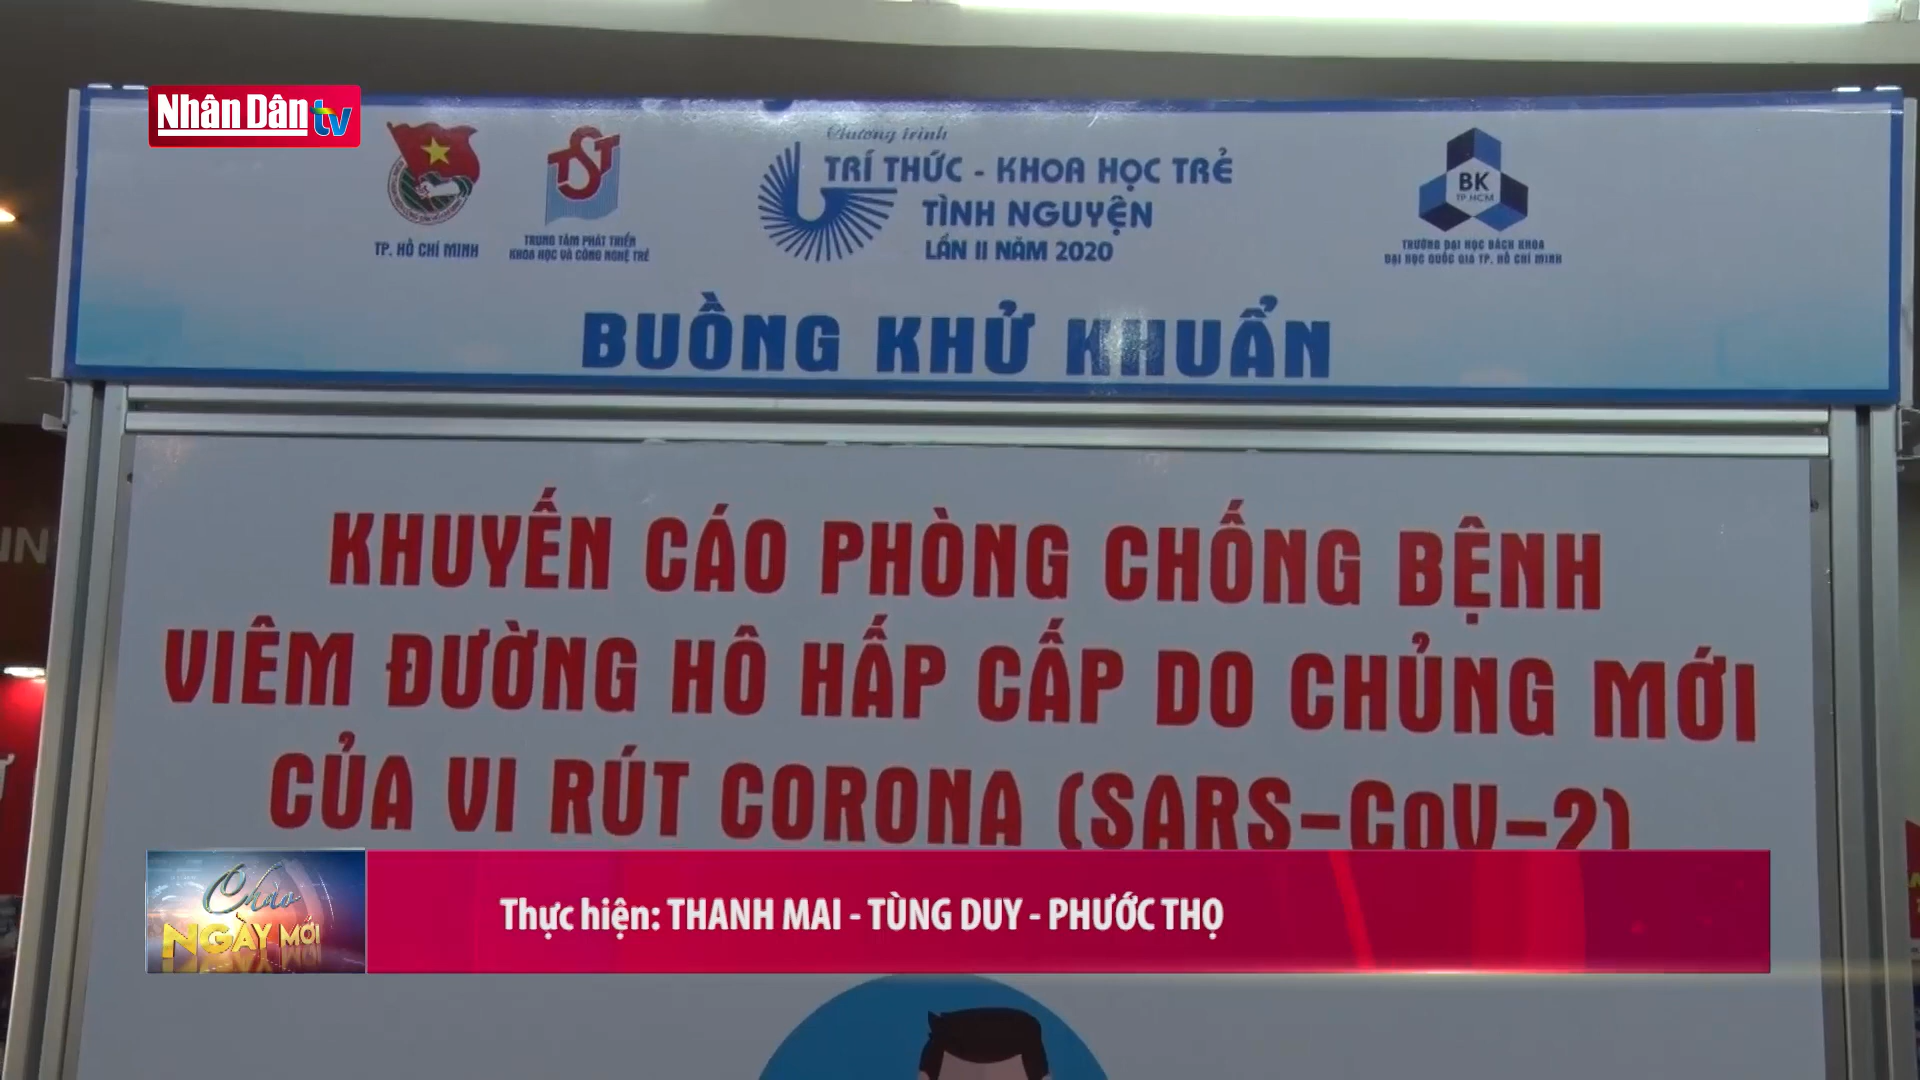 Nhân Dân tv
Chương trình
TRÍ THỨC - KHOA HỌC TRẺ
TÌNH NGUYỆN
LẦN II NĂM 2020
TP. HỒ CHÍ MINH
TST
TRUNG TÂM PHÁT TRIỂN
KHOA HỌC VÀ CÔNG NGHỆ TRẺ
BK
TP.HCM
TRƯỜNG ĐẠI HỌC BÁCH KHOA
ĐẠI HỌC QUỐC GIA TP. HỒ CHÍ MINH
BUỒNG KHỬ KHUẨN
KHUYẾN CÁO PHÒNG CHỐNG BỆNH
VIÊM ĐƯỜNG HÔ HẤP CẤP DO CHỦNG MỚI
CỦA VI RÚT CORONA (SARS-CoV-2)
Chào
NGÀY MỚI
Thực hiện: THANH MAI - TÙNG DUY - PHƯỚC THỌ